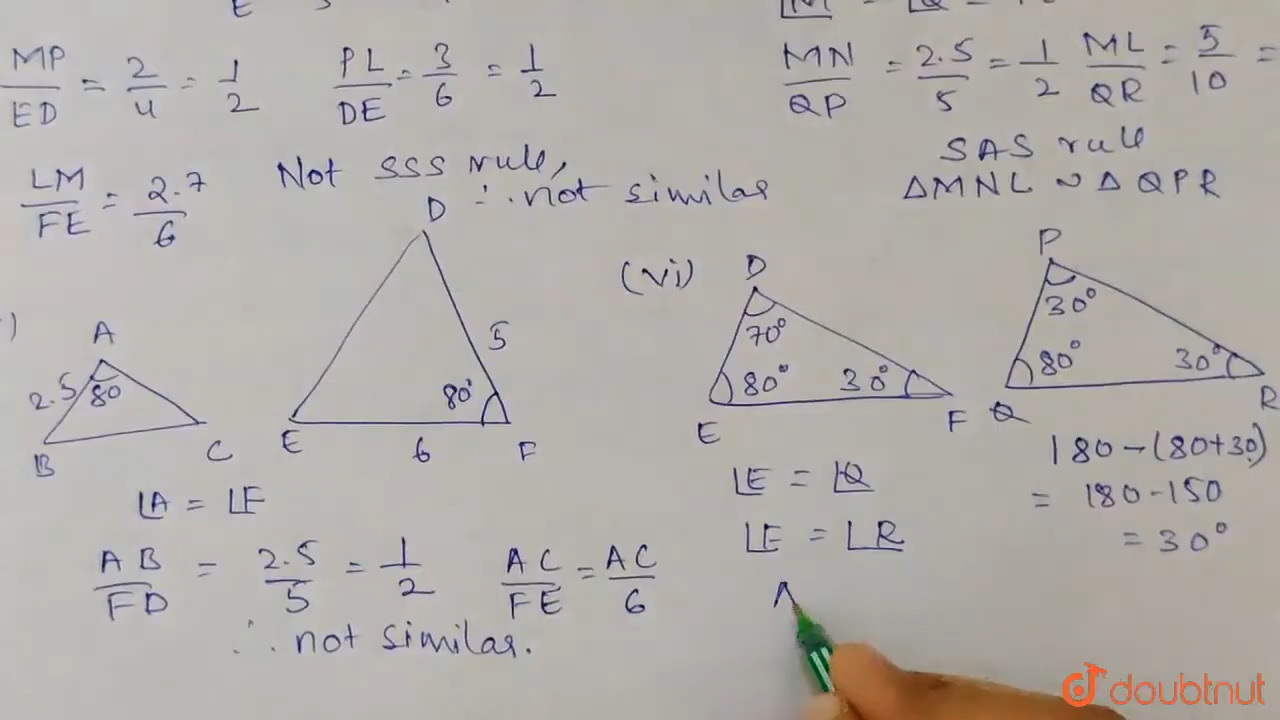 E
MP/ED = 2/4 = 1/2 PL/DE = 3/6 = 1/2
LM/FE = 2.7/6
Not SSS rule,
∴ not similar
MN/QP = 2.5/5 = 1/2 ML/QR = 5/10 =
SAS rule
ΔMNL ~ Δ QPR
)
A
2.5
80
B
C
D
5
80°
E
6
F
∠A = ∠F
AB/FD = 2.5/5 = 1/2 AC/FE = AC/6
∴ not similar.
(vi)
D
70°
80°
30°
E
F
P
30°
80°
30°
Q
R
∠E = ∠Q
∠E = ∠R
180-(80+30)
= 180-150
= 30°
doubtnut